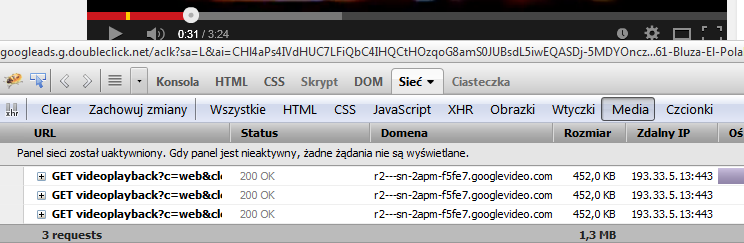 0:31 / 3:24
googleads.g.doubleclick.net/aclk?sa=L&ai=CHl4aPs4IVdHUC7LFiQbC4IHQCtHOzqoG8amS0JUBsdL5iwEQASDj-5MDYOncz...61-Bluza-El-Pola
Konsola HTML CSS Skrypt DOM Sieć Ciasteczka
xhr Clear Zachowuj zmiany Wszystkie HTML CSS JavaScript XHR Obrazki Wtyczki Media Czcionki
URL Status Domena Rozmiar Zdalny IP Oś
Panel sieci został uaktywniony. Gdy panel jest nieaktywny, żadne żądania nie są wyświetlane.
GET videoplayback?c=web&cle 200 OK r2---sn-2apm-f5fe7.googlevideo.com 452,0 KB 193.33.5.13:443
GET videoplayback?c=web&cle 200 OK r2---sn-2apm-f5fe7.googlevideo.com 452,0 KB 193.33.5.13:443
GET videoplayback?c=web&cle 200 OK r2---sn-2apm-f5fe7.googlevideo.com 452,0 KB 193.33.5.13:443
3 requests 1,3 MB